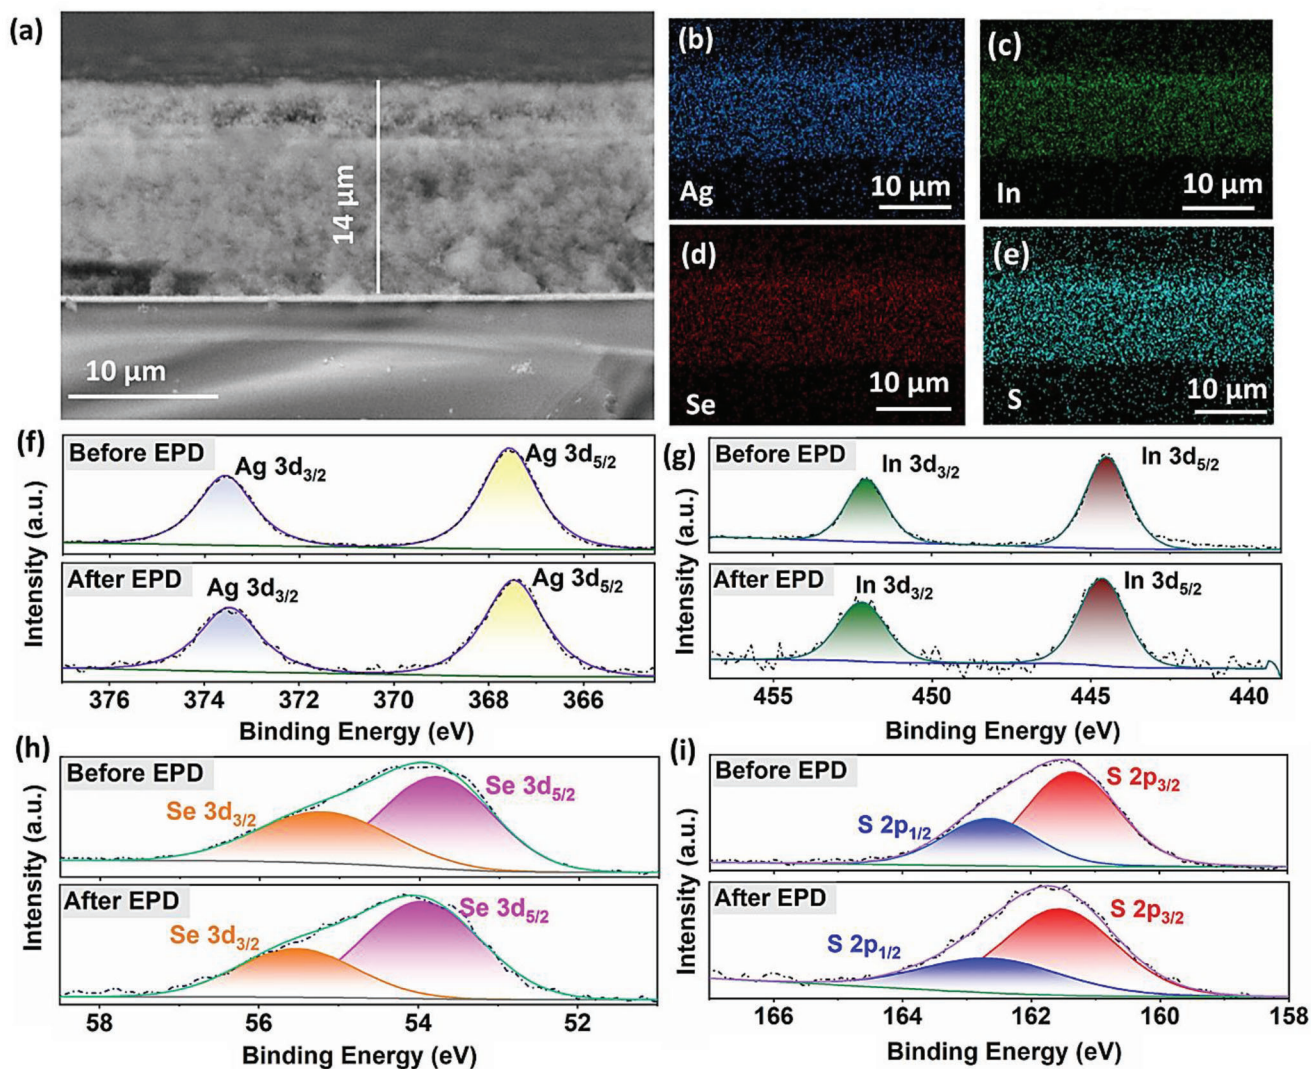 (a)
14 µm
10 µm
(b)
Ag
10 µm
(c)
In
10 µm
(d)
Se
10 µm
(e)
S
10 µm
(f)
Before EPD
Ag 3d3/2
Ag 3d5/2
After EPD
Ag 3d3/2
Ag 3d5/2
Intensity (a.u.)
376 374 372 370 368 366
Binding Energy (eV)
(g)
Before EPD
In 3d3/2
In 3d5/2
After EPD
In 3d3/2
In 3d5/2
Intensity (a.u.)
455 450 445 440
Binding Energy (eV)
(h)
Before EPD
Se 3d3/2
Se 3d5/2
After EPD
Se 3d3/2
Se 3d5/2
Intensity (a.u.)
58 56 54 52
Binding Energy (eV)
(i)
Before EPD
S 2p1/2
S 2p3/2
After EPD
S 2p1/2
S 2p3/2
Intensity (a.u.)
166 164 162 160 158
Binding Energy (eV)